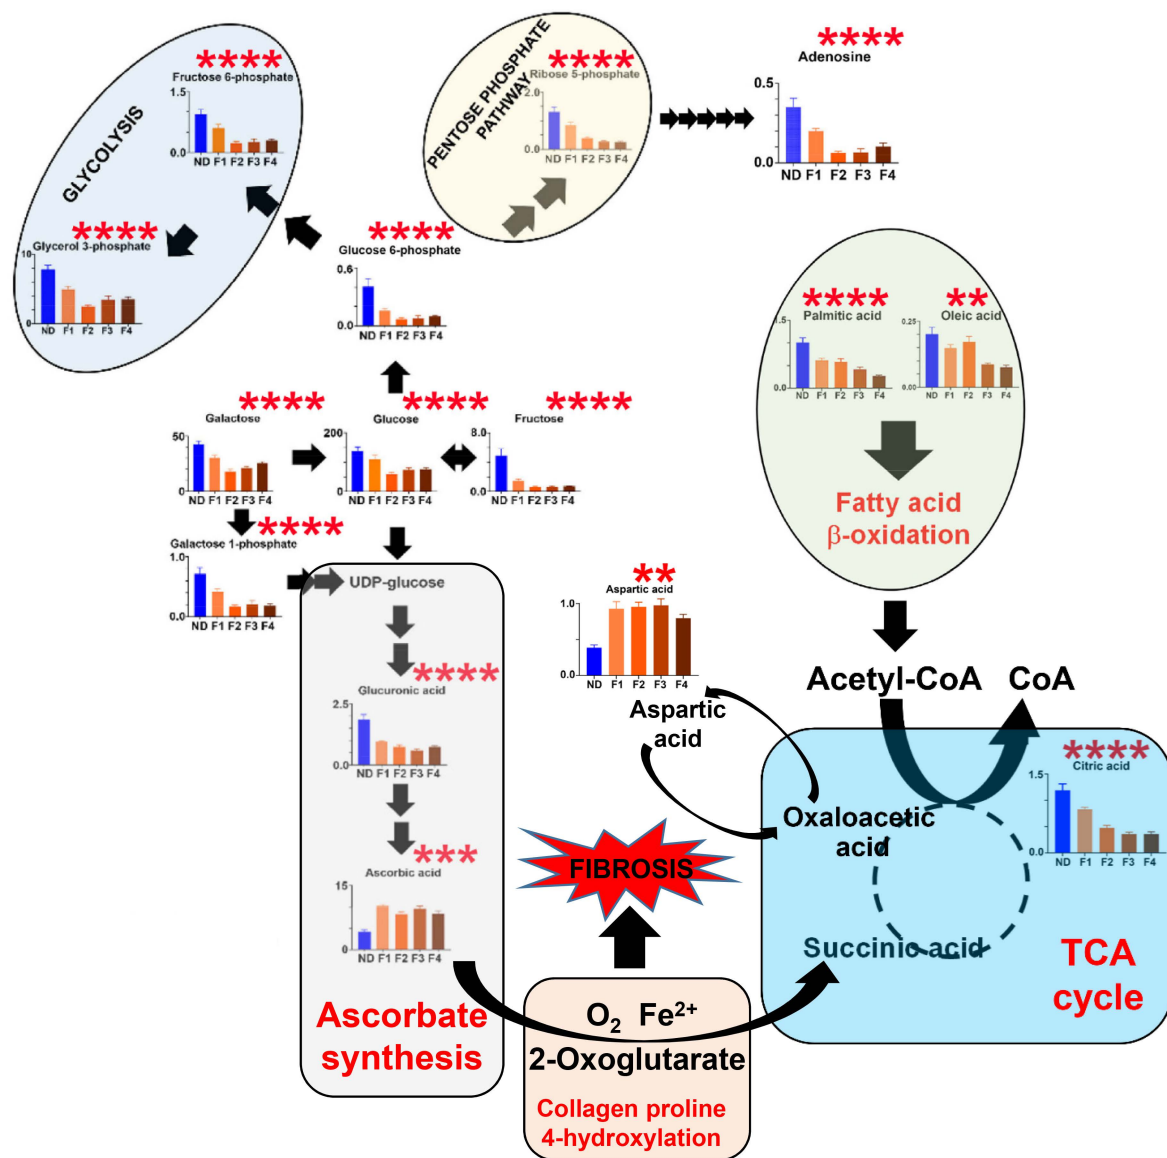 GLYCOLYSIS
****
Fructose 6-phosphate
1.5
0.0
ND F1 F2 F3 F4
****
Glycerol 3-phosphate
10
0
ND F1 F2 F3 F4
PENTOSE PHOSPHATE
PATHWAY
****
Ribose 5-phosphate
2.0
0.0
ND F1 F2 F3 F4
****
Adenosine
0.5
0.0
ND F1 F2 F3 F4
****
Glucose 6-phosphate
0.6
0.0
ND F1 F2 F3 F4
****
Palmitic acid
1.5
0.0
ND F1 F2 F3 F4
**
Oleic acid
0.25
0.00
ND F1 F2 F3 F4
Fatty acid
β-oxidation
****
Galactose
50
0
ND F1 F2 F3 F4
****
Glucose
200
0
ND F1 F2 F3 F4
****
Fructose
8.0
0.0
ND F1 F2 F3 F4
****
Galactose 1-phosphate
1.0
0.0
ND F1 F2 F3 F4
UDP-glucose
****
Glucuronic acid
2.5
0.0
ND F1 F2 F3 F4
***
Ascorbic acid
15
0
ND F1 F2 F3 F4
Ascorbate
synthesis
**
Aspartic acid
1.0
0.0
ND F1 F2 F3 F4
Aspartic
acid
Acetyl-CoA CoA
****
Citric acid
1.5
0.0
ND F1 F2 F3 F4
Oxaloacetic
acid
Succinic acid
TCA
cycle
FIBROSIS
O2 Fe2+
2-Oxoglutarate
Collagen proline
4-hydroxylation